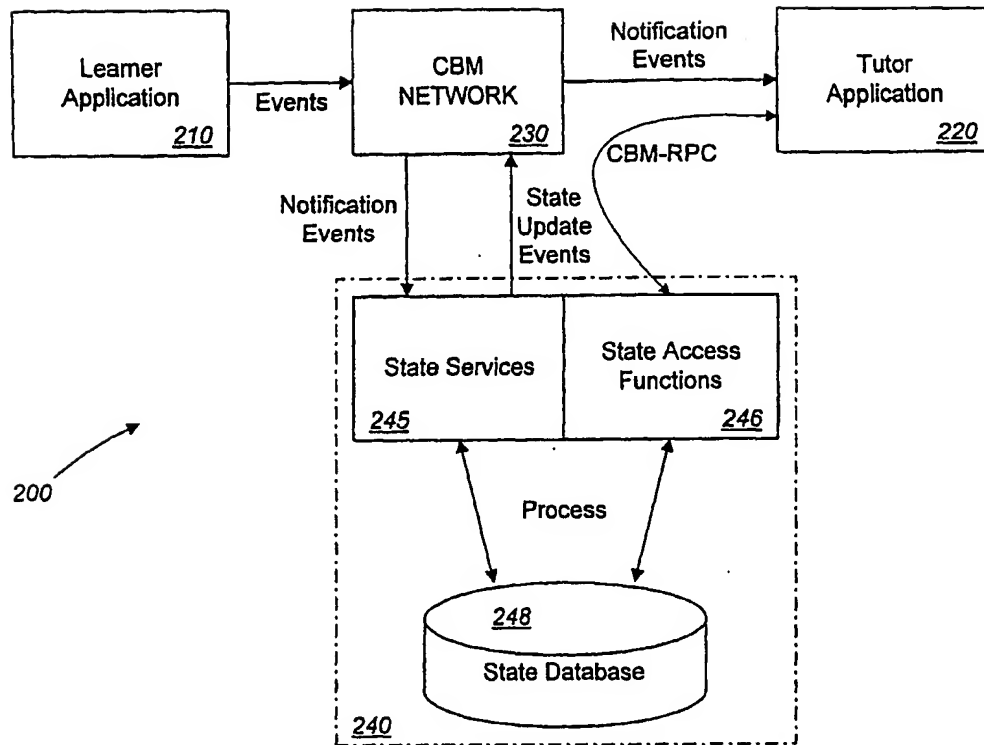 Learner
Application
210
Events
CBM
NETWORK
230
Notification
Events
Tutor
Application
220
CBM-RPC
Notification
Events
State
Update
Events
State Services
245
State Access
Functions
246
200
Process
248
State Database
240